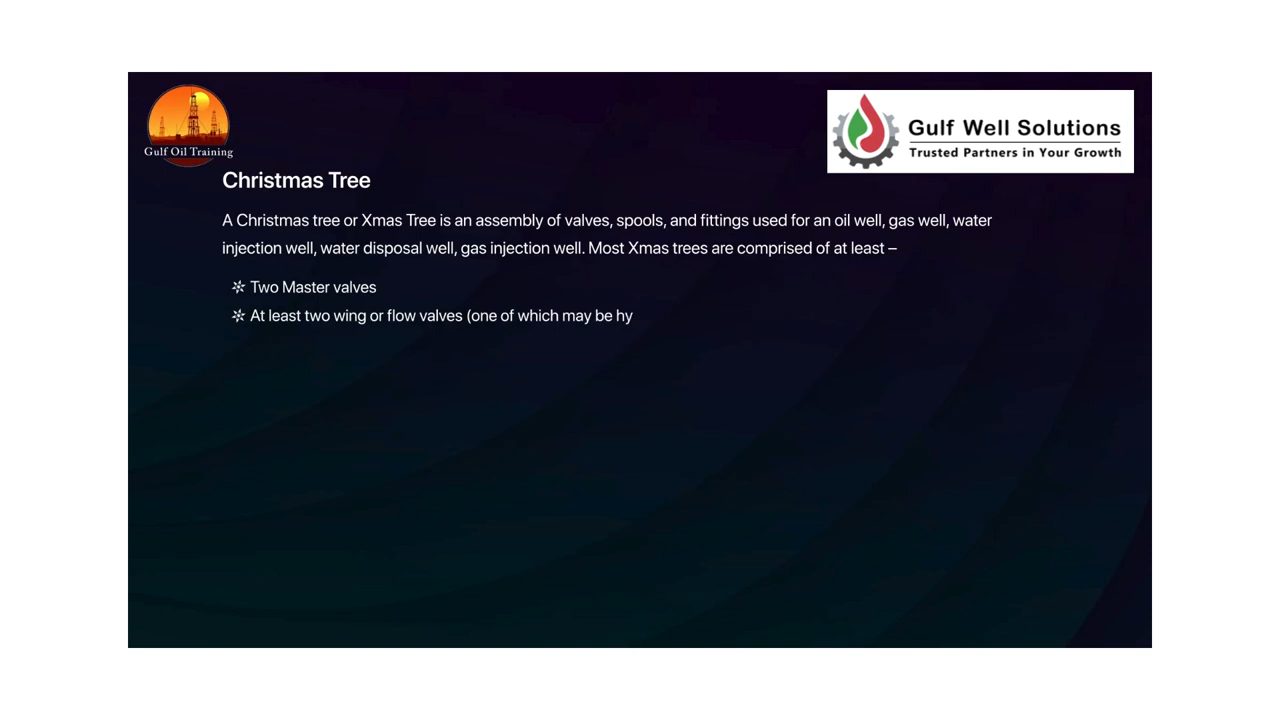 Gulf Oil Training
Gulf Well Solutions
Trusted Partners in Your Growth
Christmas Tree
A Christmas tree or Xmas Tree is an assembly of valves, spools, and fittings used for an oil well, gas well, water
injection well, water disposal well, gas injection well. Most Xmas trees are comprised of at least –
✲ Two Master valves
✲ At least two wing or flow valves (one of which may be hy